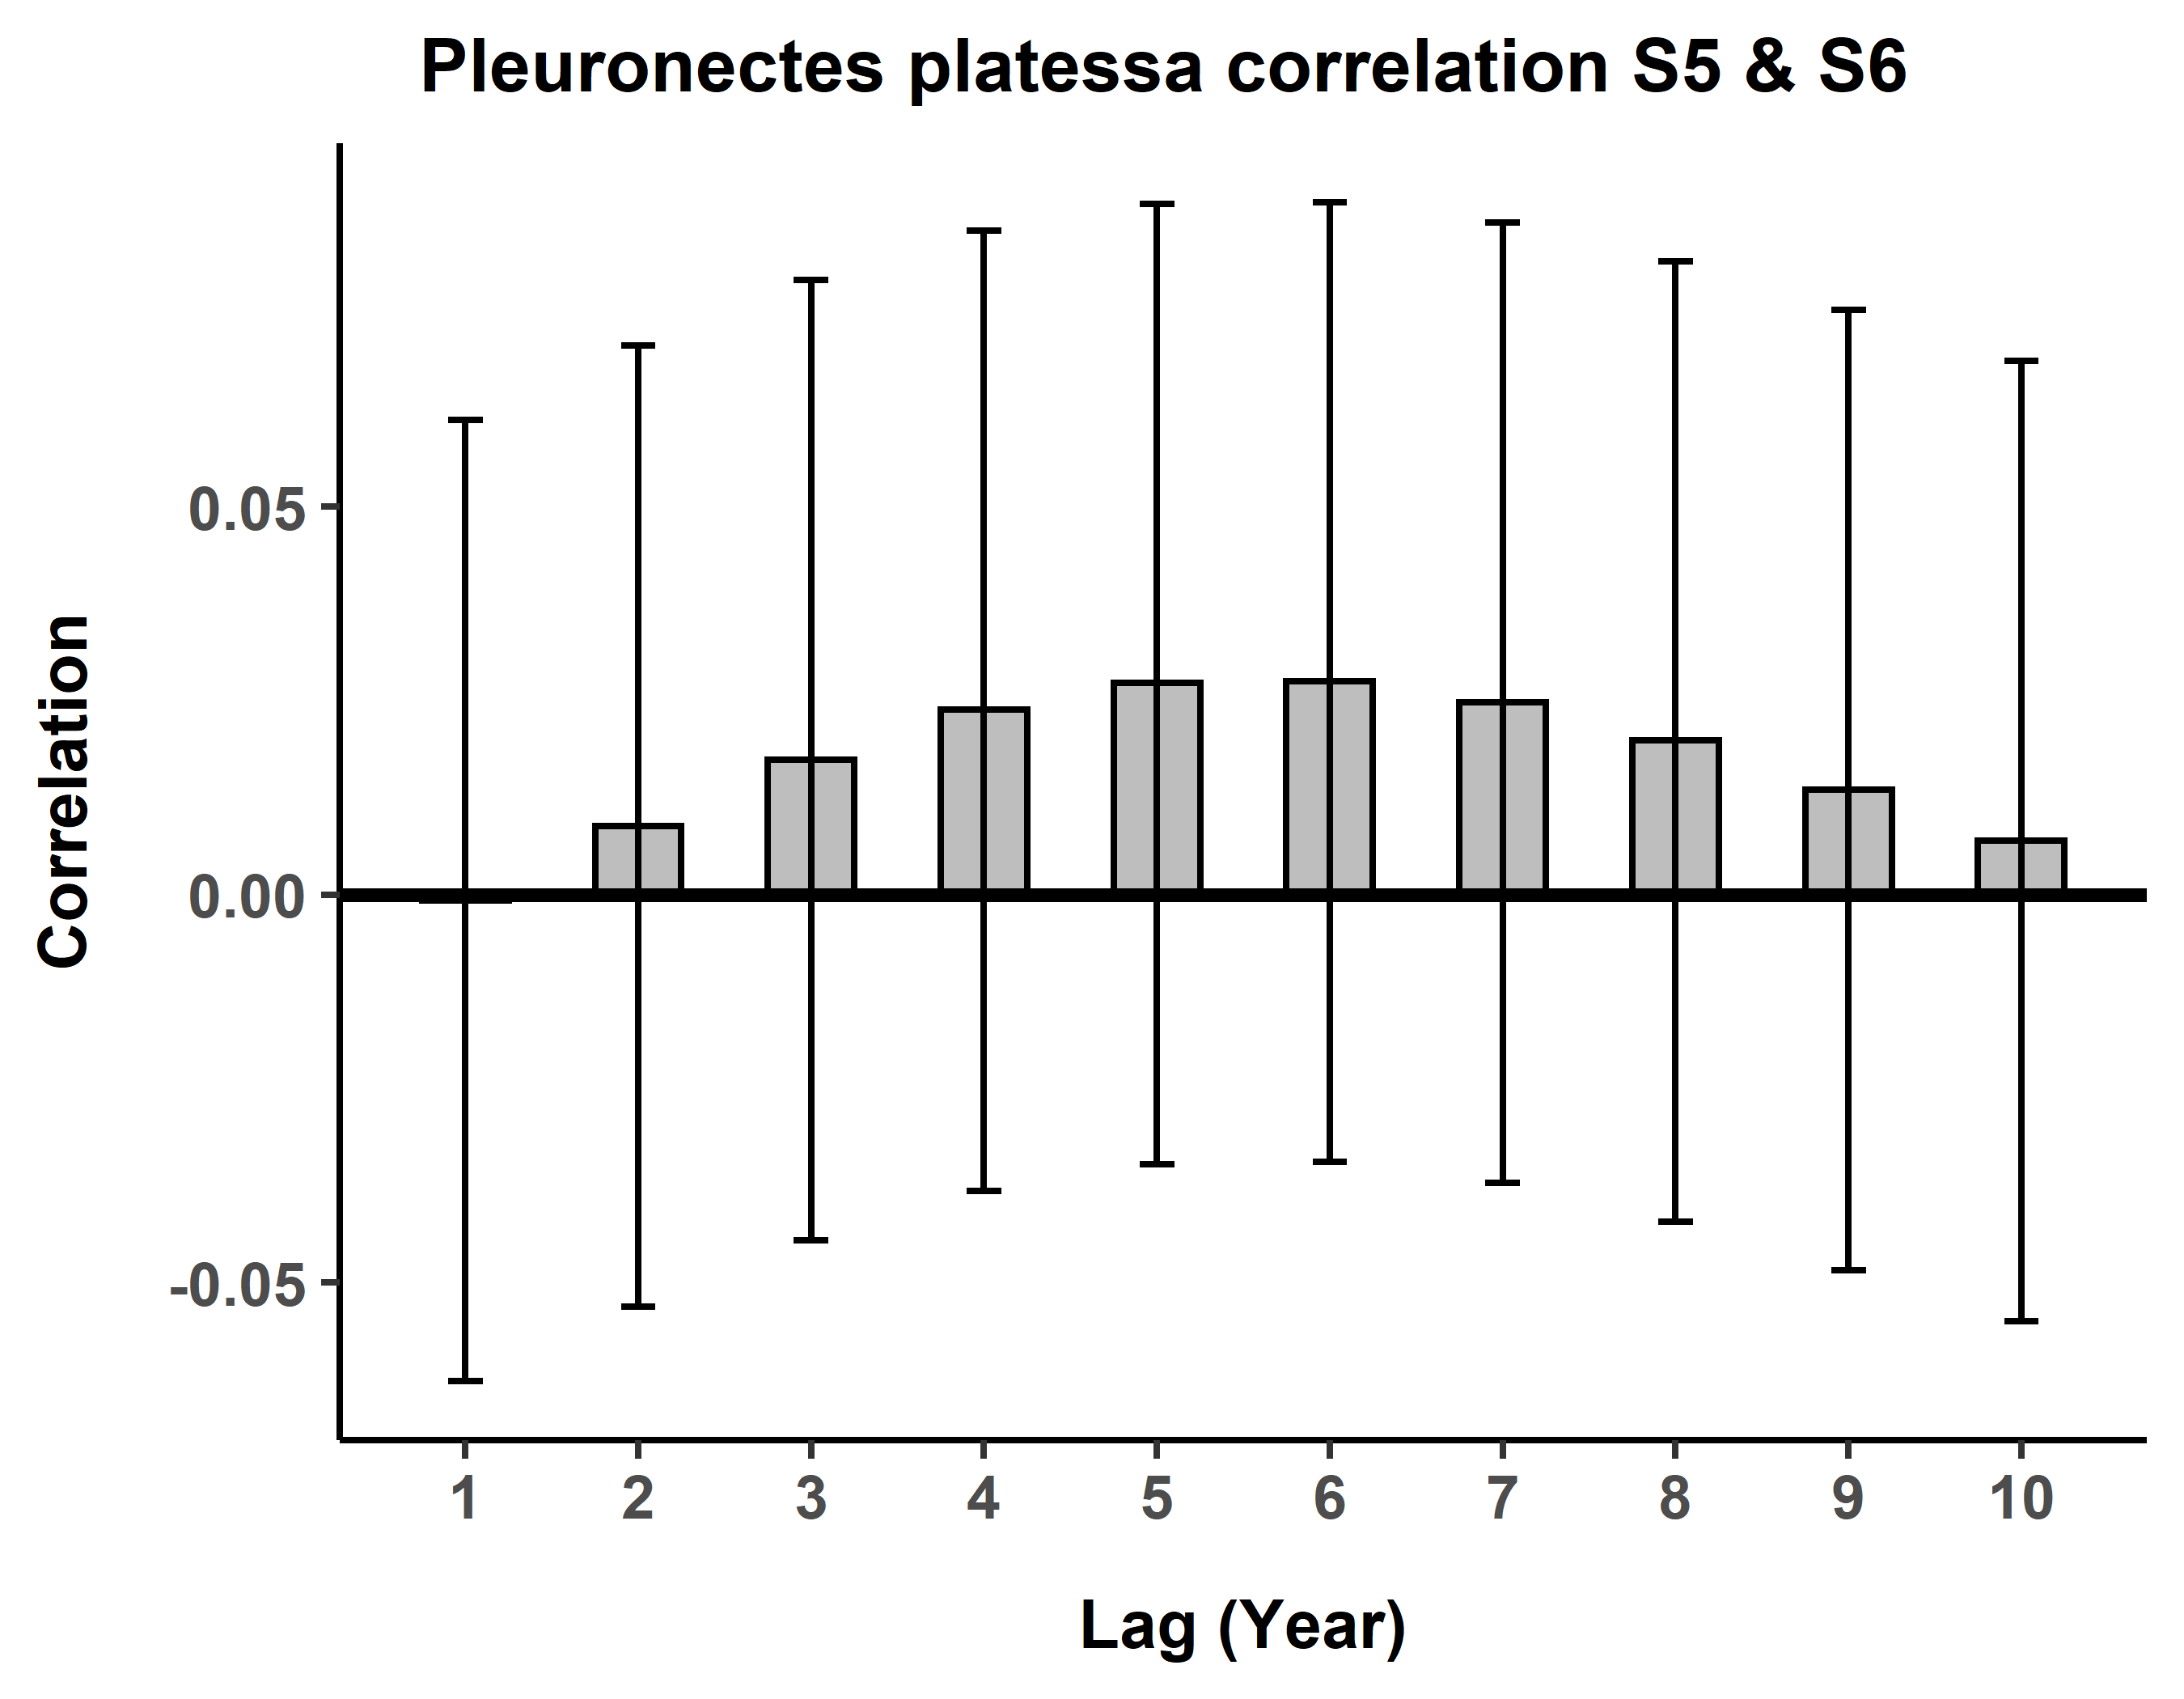 Pleuronectes platessa correlation S5 & S6
Correlation
0.05
0.00
-0.05
1 2 3 4 5 6 7 8 9 10
Lag (Year)